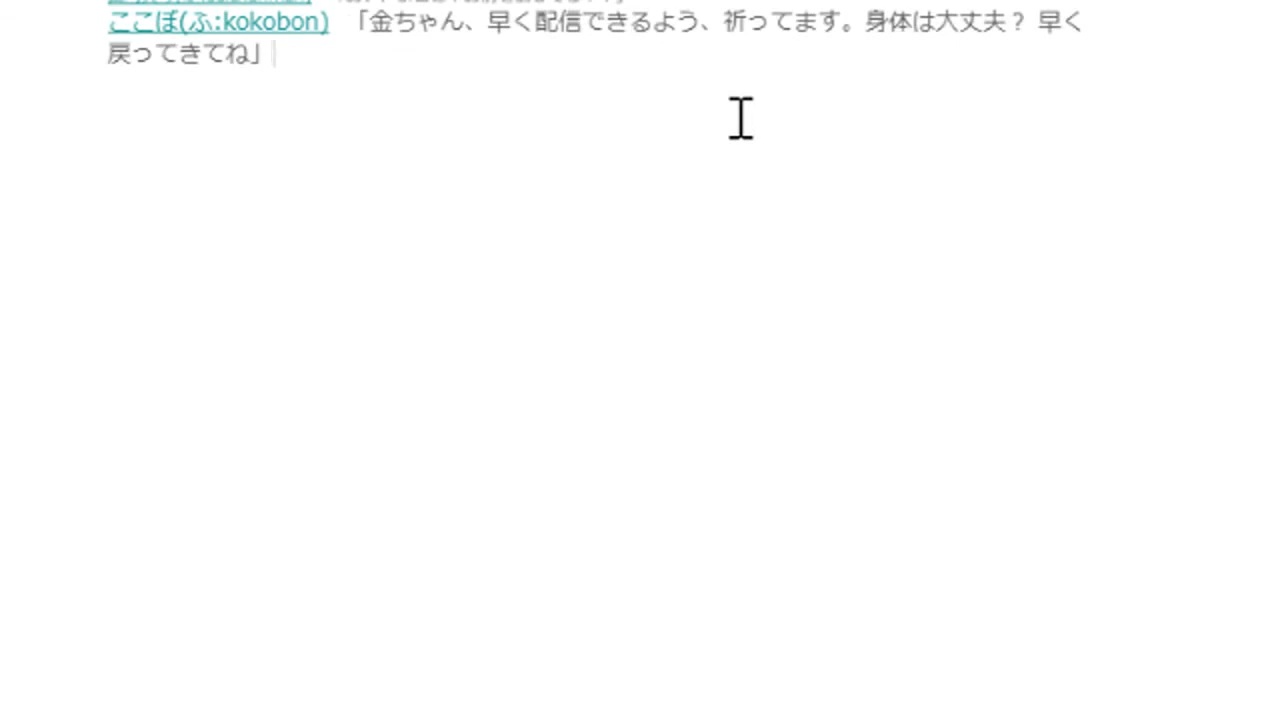 ここぼ(ふ:kokobon) 「金ちゃん、早く配信できるよう、祈ってます。身体は大丈夫？ 早く
戻ってきてね」